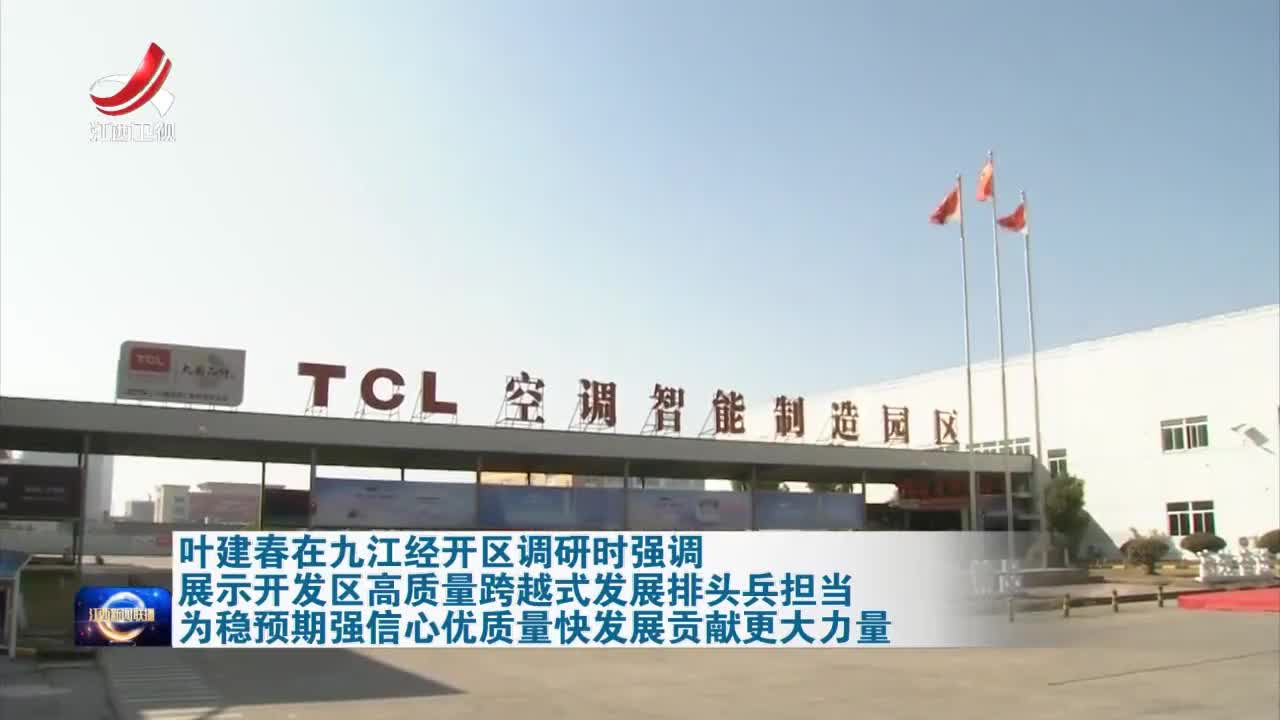 江西卫视
TCL
TCL 空调智能制造园区
叶建春在九江经开区调研时强调
展示开发区高质量跨越式发展排头兵担当
为稳预期强信心优质量快发展贡献更大力量
江西新闻联播